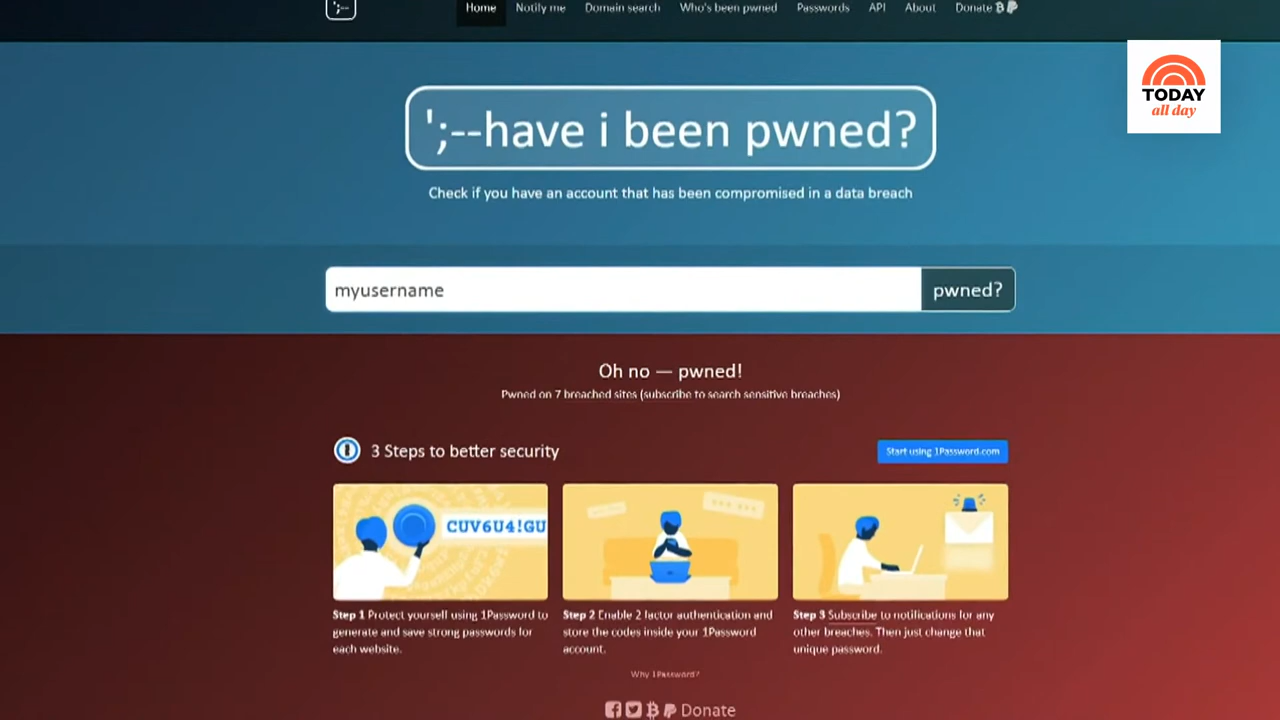 ';--
Home Notify me Domain search Who's been pwned Passwords API About Donate
TODAY
all day
';--have i been pwned?
Check if you have an account that has been compromised in a data breach
myusername pwned?
Oh no — pwned!
Pwned on 7 breached sites (subscribe to search sensitive breaches)
3 Steps to better security Start using 1Password.com
CUV6U4!GU
Step 1 Protect yourself using 1Password to
generate and save strong passwords for
each website.
Step 2 Enable 2 factor authentication and
store the codes inside your 1Password
account.
Step 3 Subscribe to notifications for any
other breaches. Then just change that
unique password.
Why 1Password?
Donate